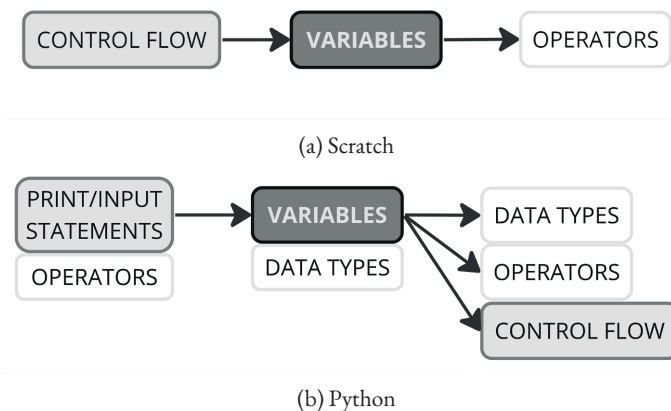 CONTROL FLOW
VARIABLES
OPERATORS
(a) Scratch
PRINT/INPUT
STATEMENTS
OPERATORS
VARIABLES
DATA TYPES
DATA TYPES
OPERATORS
CONTROL FLOW
(b) Python